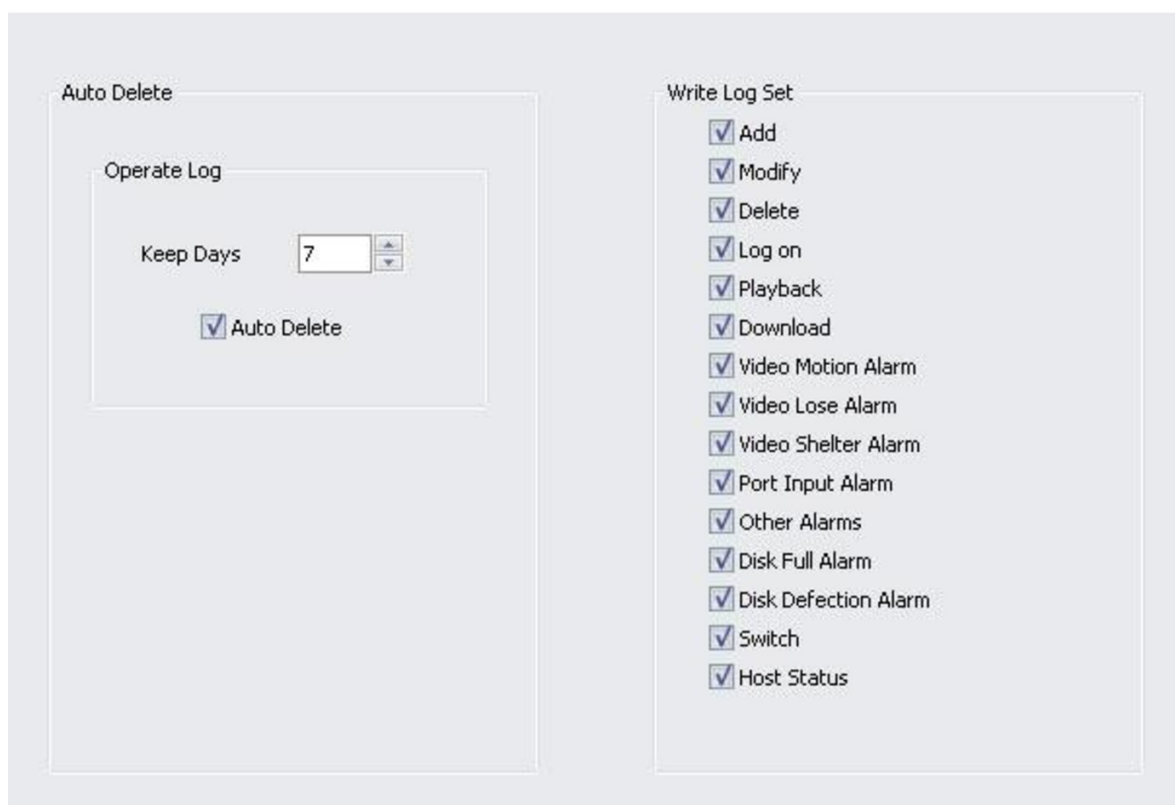 Auto Delete
Operate Log
Keep Days 7
Auto Delete
Write Log Set
Add
Modify
Delete
Log on
Playback
Download
Video Motion Alarm
Video Lose Alarm
Video Shelter Alarm
Port Input Alarm
Other Alarms
Disk Full Alarm
Disk Defection Alarm
Switch
Host Status